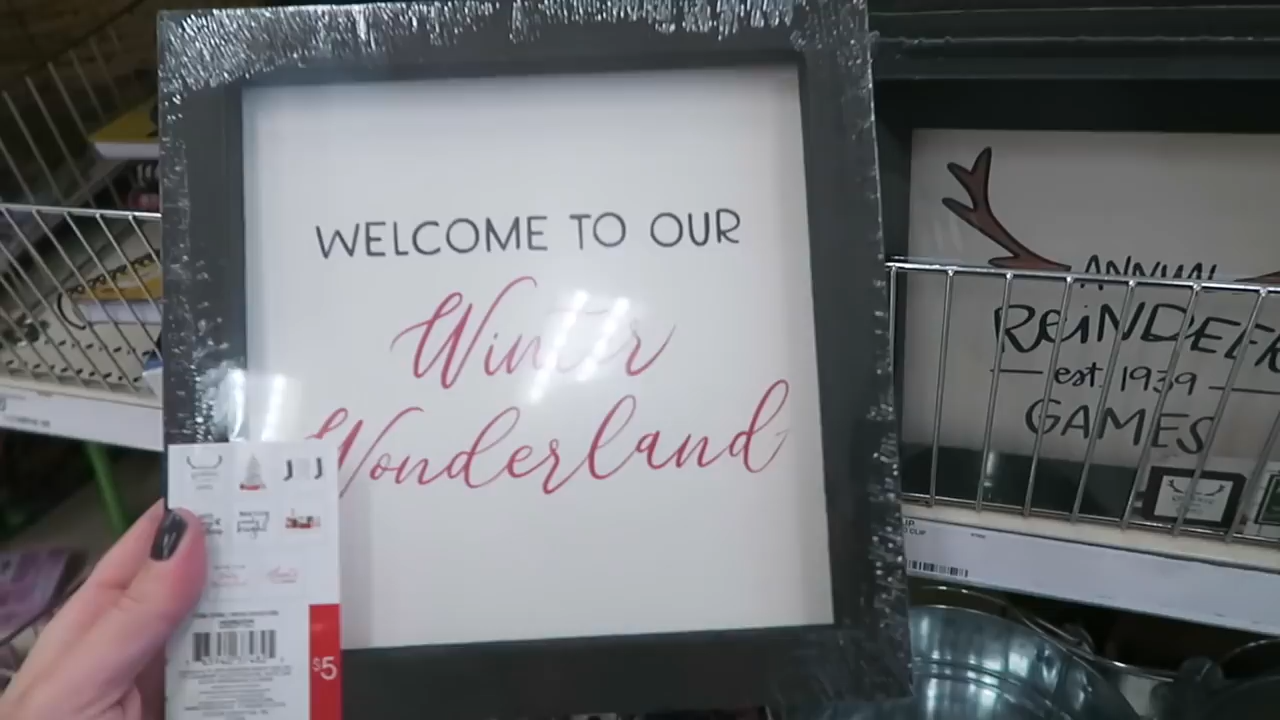 WELCOME TO OUR
Winter
Wonderland
$5
ANNUAL
REiNDEER
est. 1939
GAMES